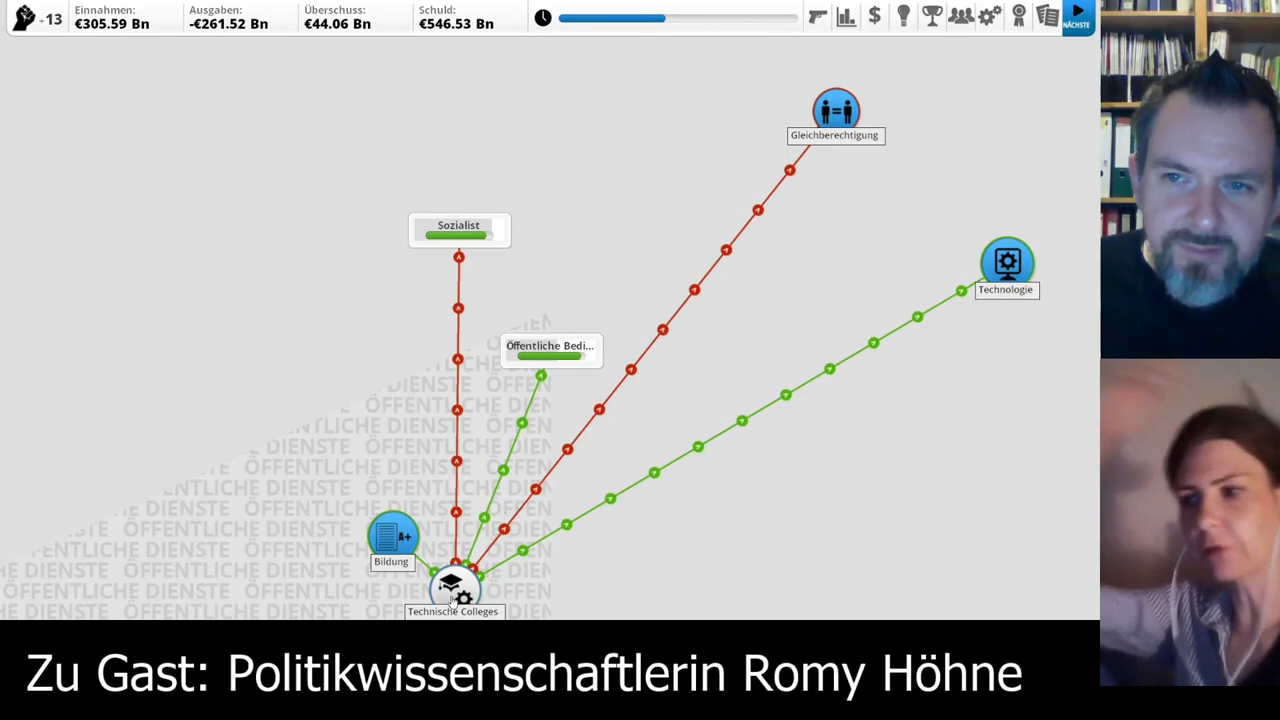 13
Einnahmen:
€305.59 Bn
Ausgaben:
-€261.52 Bn
Überschuss:
€44.06 Bn
Schuld:
€546.53 Bn
NÄCHSTE
Gleichberechtigung
Sozialist
Technologie
Öffentliche Bedi...
A+
Bildung
Technische Colleges
ÖFFENTLICHE DIENSTE
Zu Gast: Politikwissenschaftlerin Romy Höhne